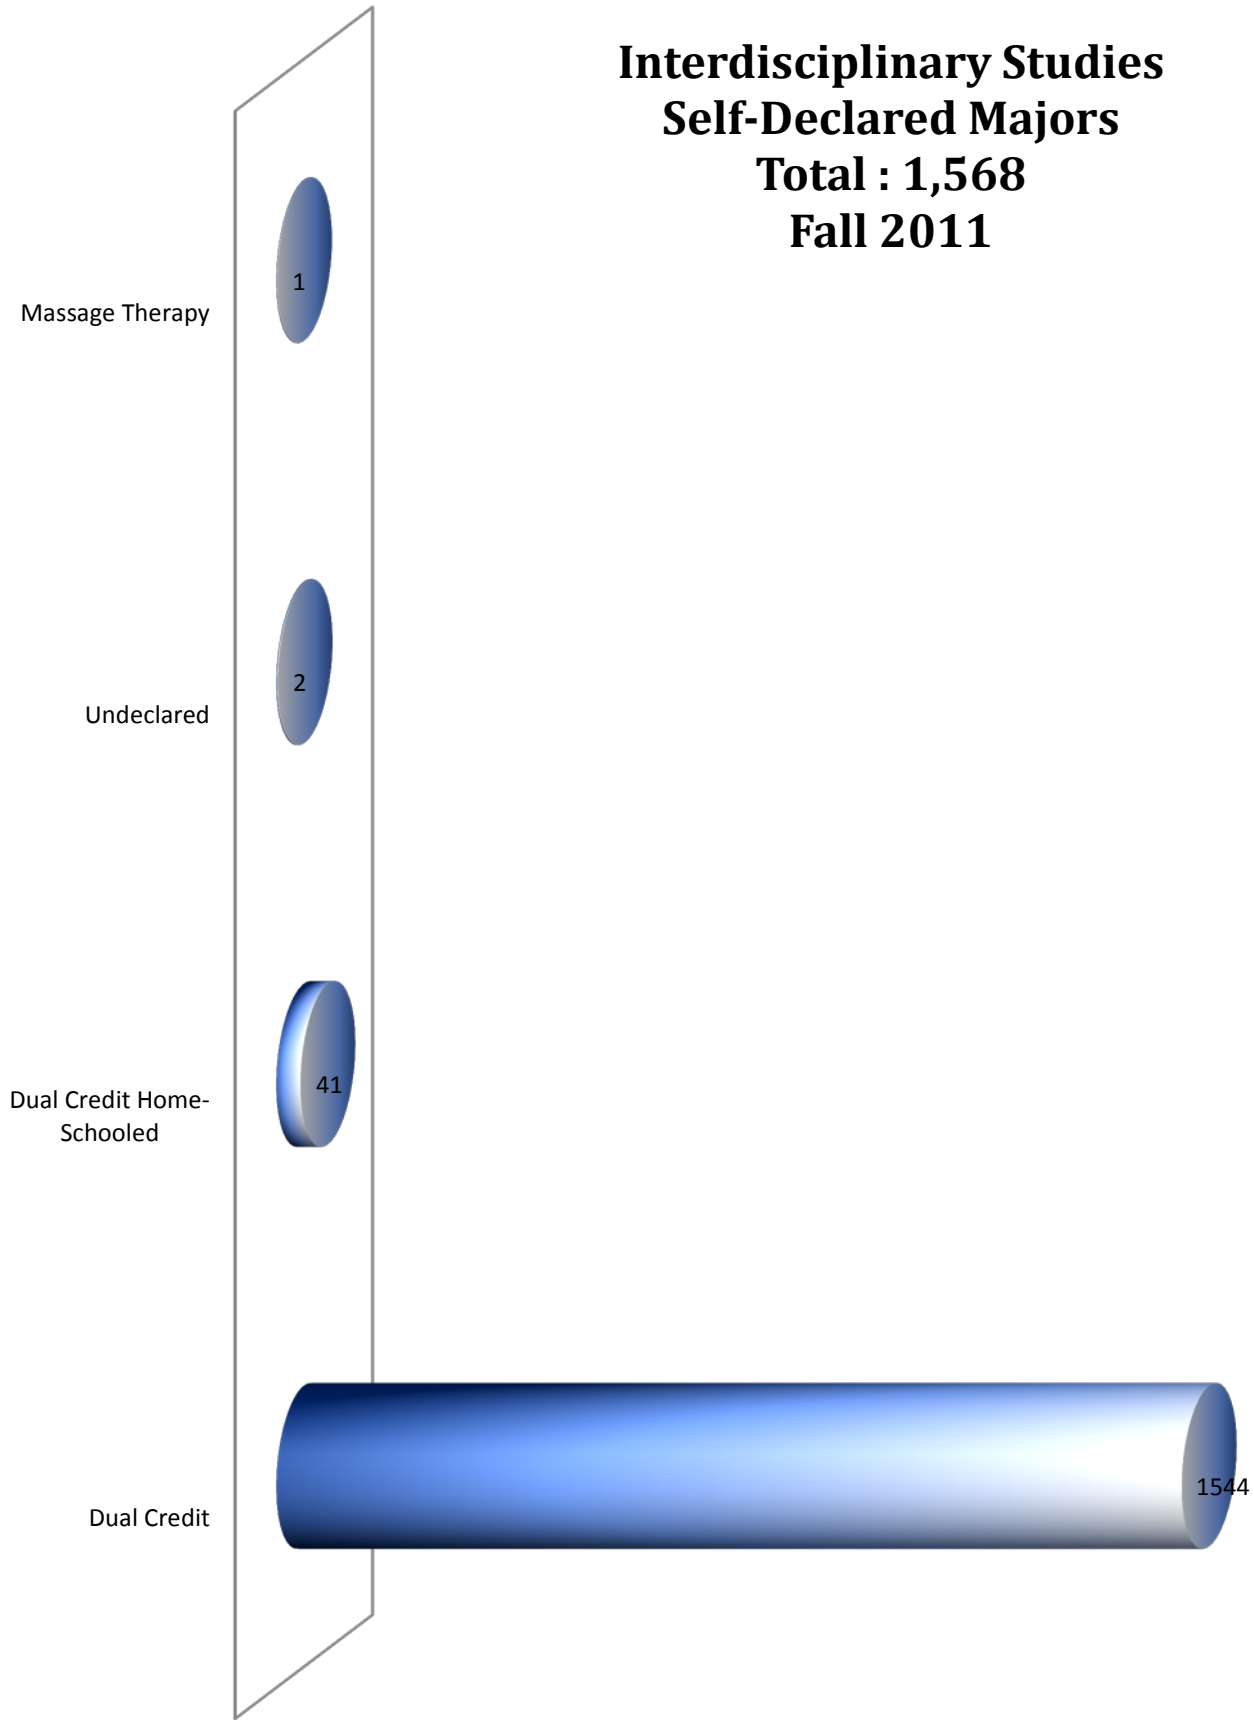 Interdisciplinary Studies
Self-Declared Majors
Total : 1,568
Fall 2011
Massage Therapy
1
Undeclared
2
Dual Credit Home-
Schooled
41
Dual Credit
1544